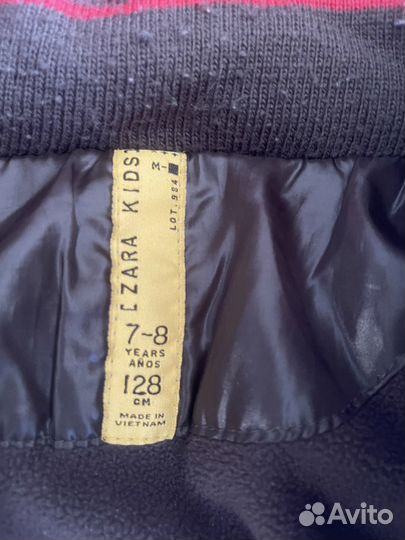 [ZARA KIDS]
M-
LOT.984
7-8
YEARS
AÑOS
128
CM
MADE IN
VIETNAM
Avito